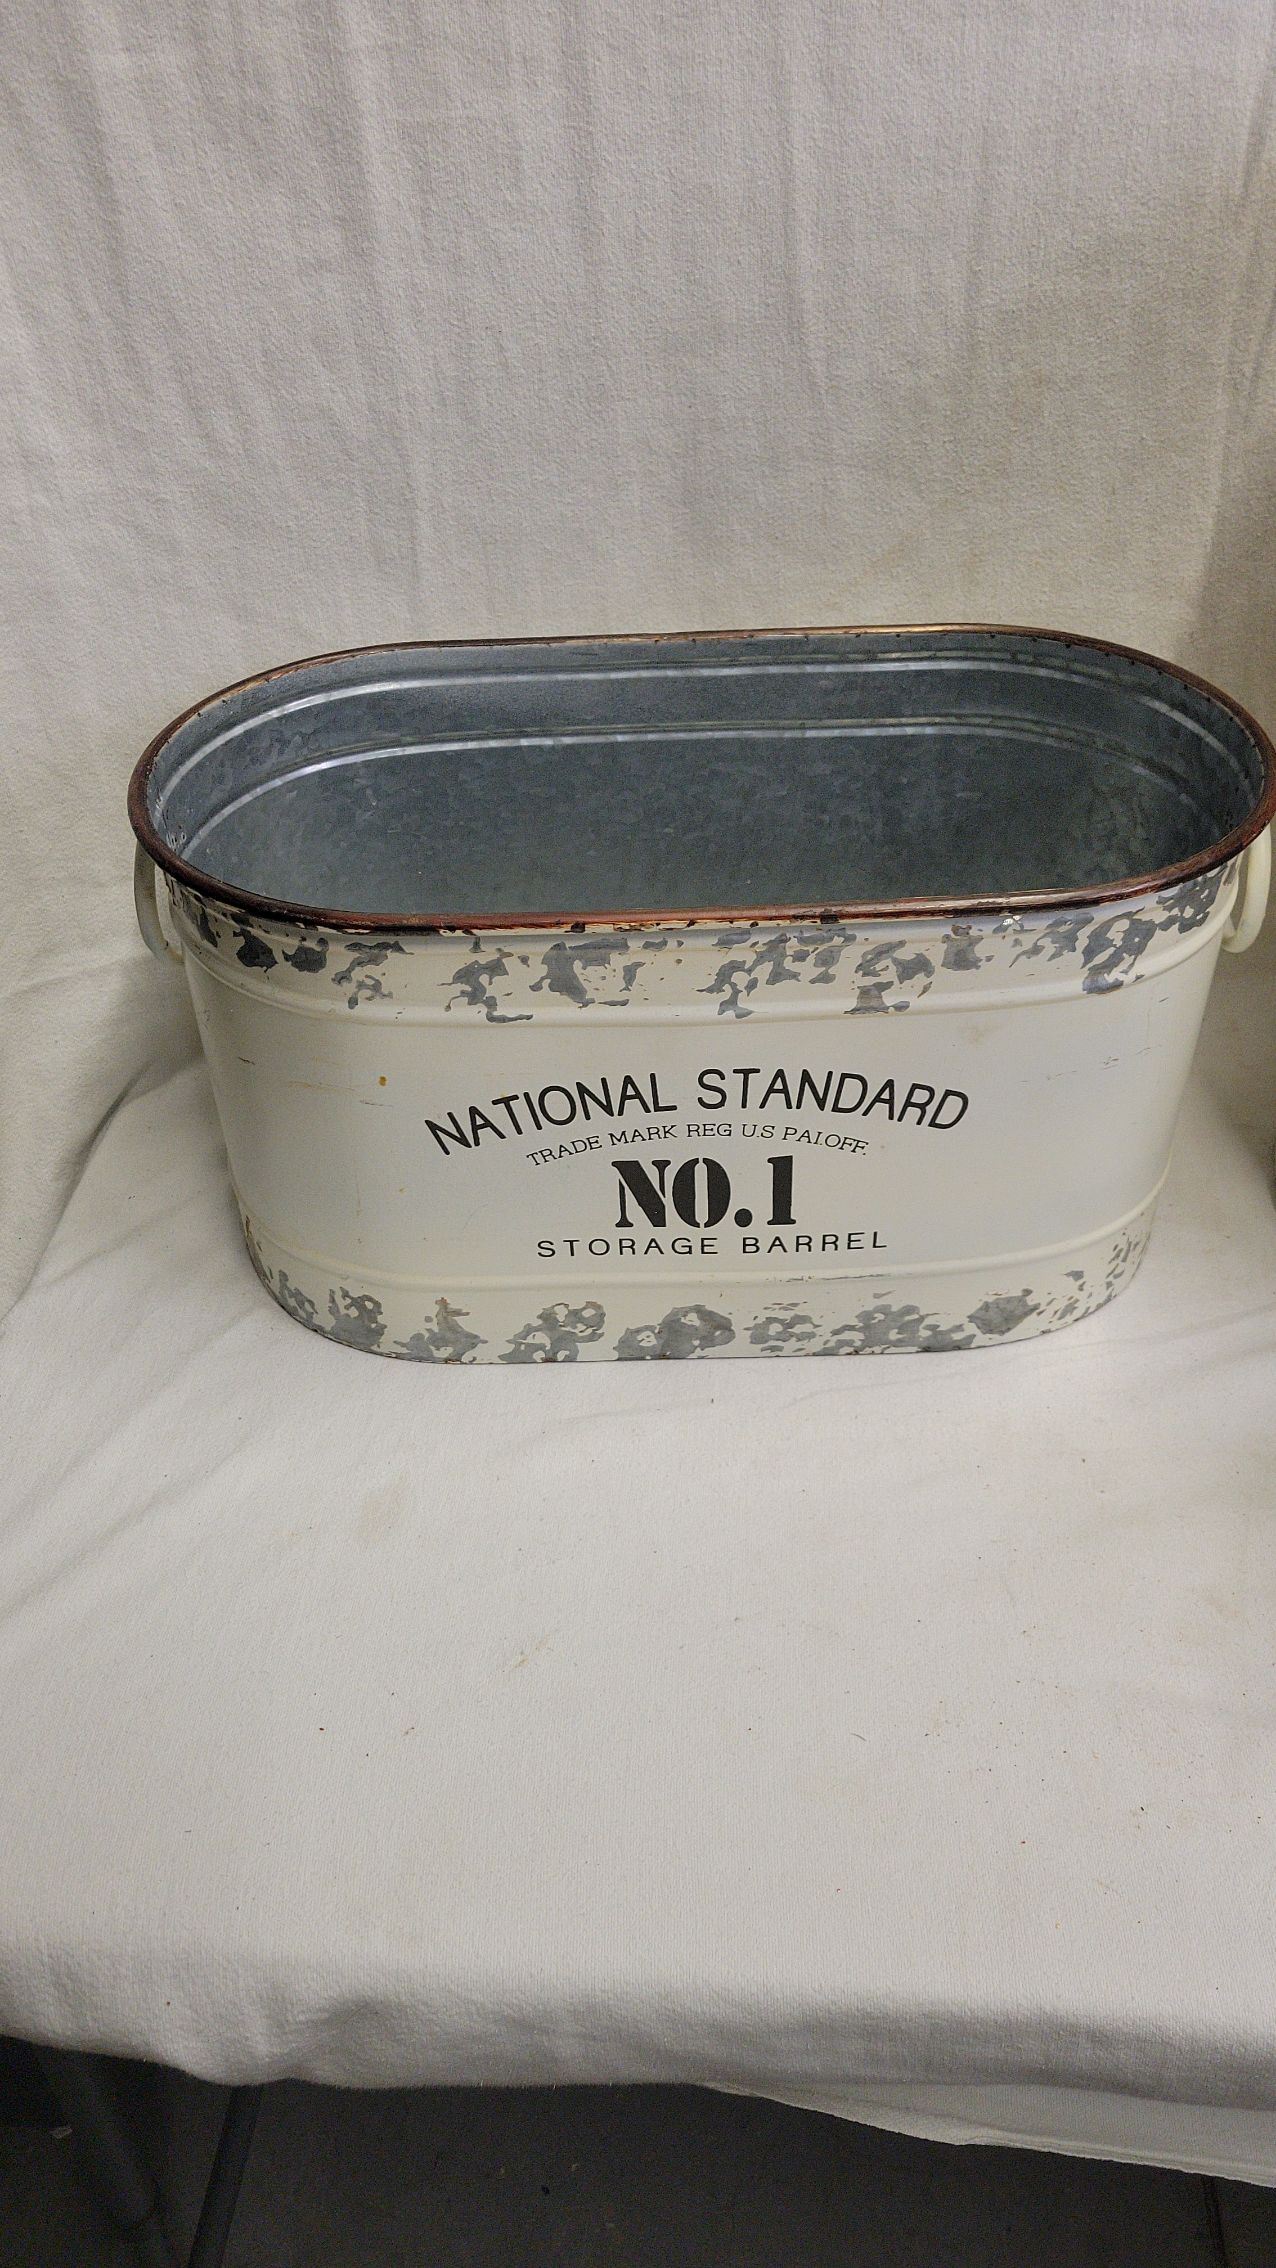 NATIONAL STANDARD
TRADE MARK REG U.S PAI.OFF.
NO.1
STORAGE BARREL